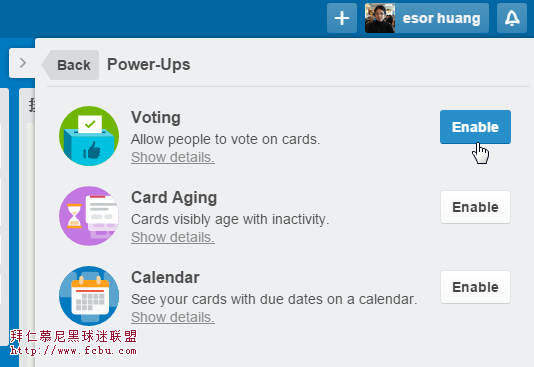 esor huang
Back
Power-Ups
Voting
Allow people to vote on cards.
Show details.
Enable
Card Aging
Cards visibly age with inactivity.
Show details.
Enable
Calendar
See your cards with due dates on a calendar.
Show details.
Enable
拜仁慕尼黑球迷联盟
http://www.fcbu.com